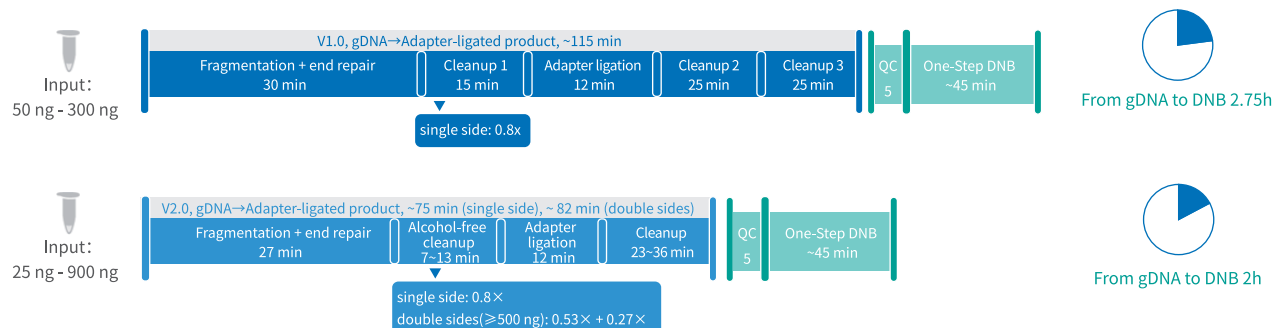 Input:
50 ng - 300 ng
V1.0, gDNA→Adapter-ligated product, ~115 min
Fragmentation + end repair
30 min
Cleanup 1
15 min
Adapter ligation
12 min
Cleanup 2
25 min
Cleanup 3
25 min
QC
5
One-Step DNB
~45 min
single side: 0.8x
From gDNA to DNB 2.75h
Input:
25 ng - 900 ng
V2.0, gDNA→Adapter-ligated product, ~75 min (single side), ~ 82 min (double sides)
Fragmentation + end repair
27 min
Alcohol-free
cleanup
7~13 min
Adapter
ligation
12 min
Cleanup
23~36 min
QC
5
One-Step DNB
~45 min
single side: 0.8×
double sides(≥500 ng): 0.53× + 0.27×
From gDNA to DNB 2h